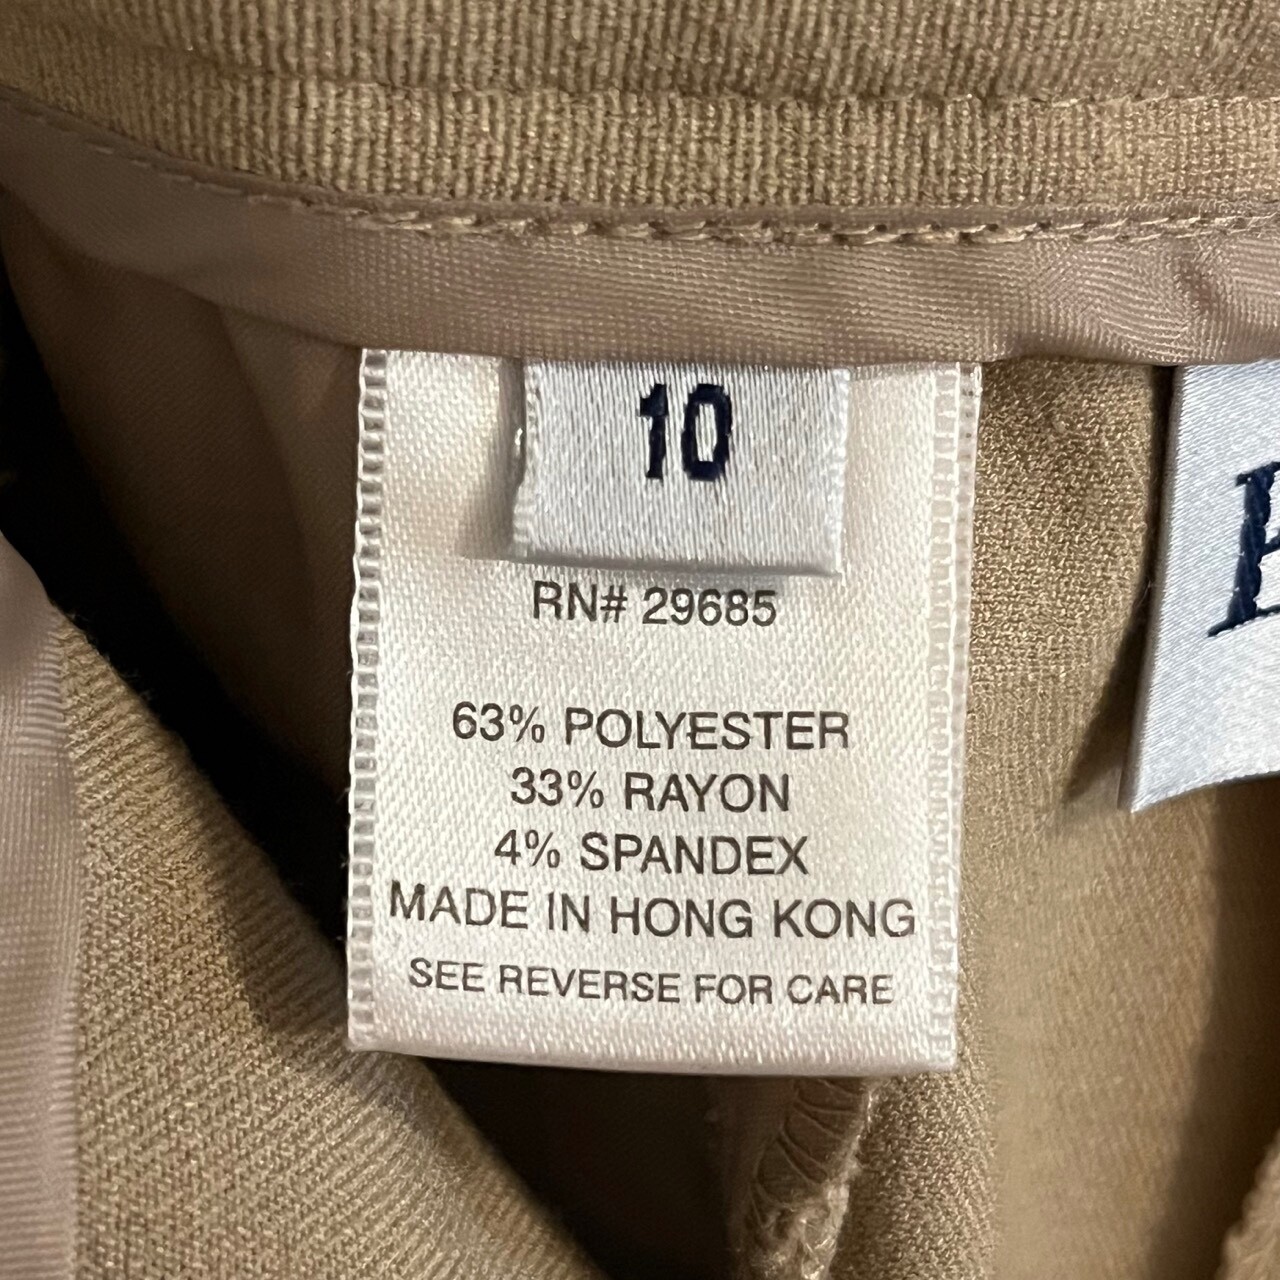 10
RN# 29685
63% POLYESTER
33% RAYON
4% SPANDEX
MADE IN HONG KONG
SEE REVERSE FOR CARE